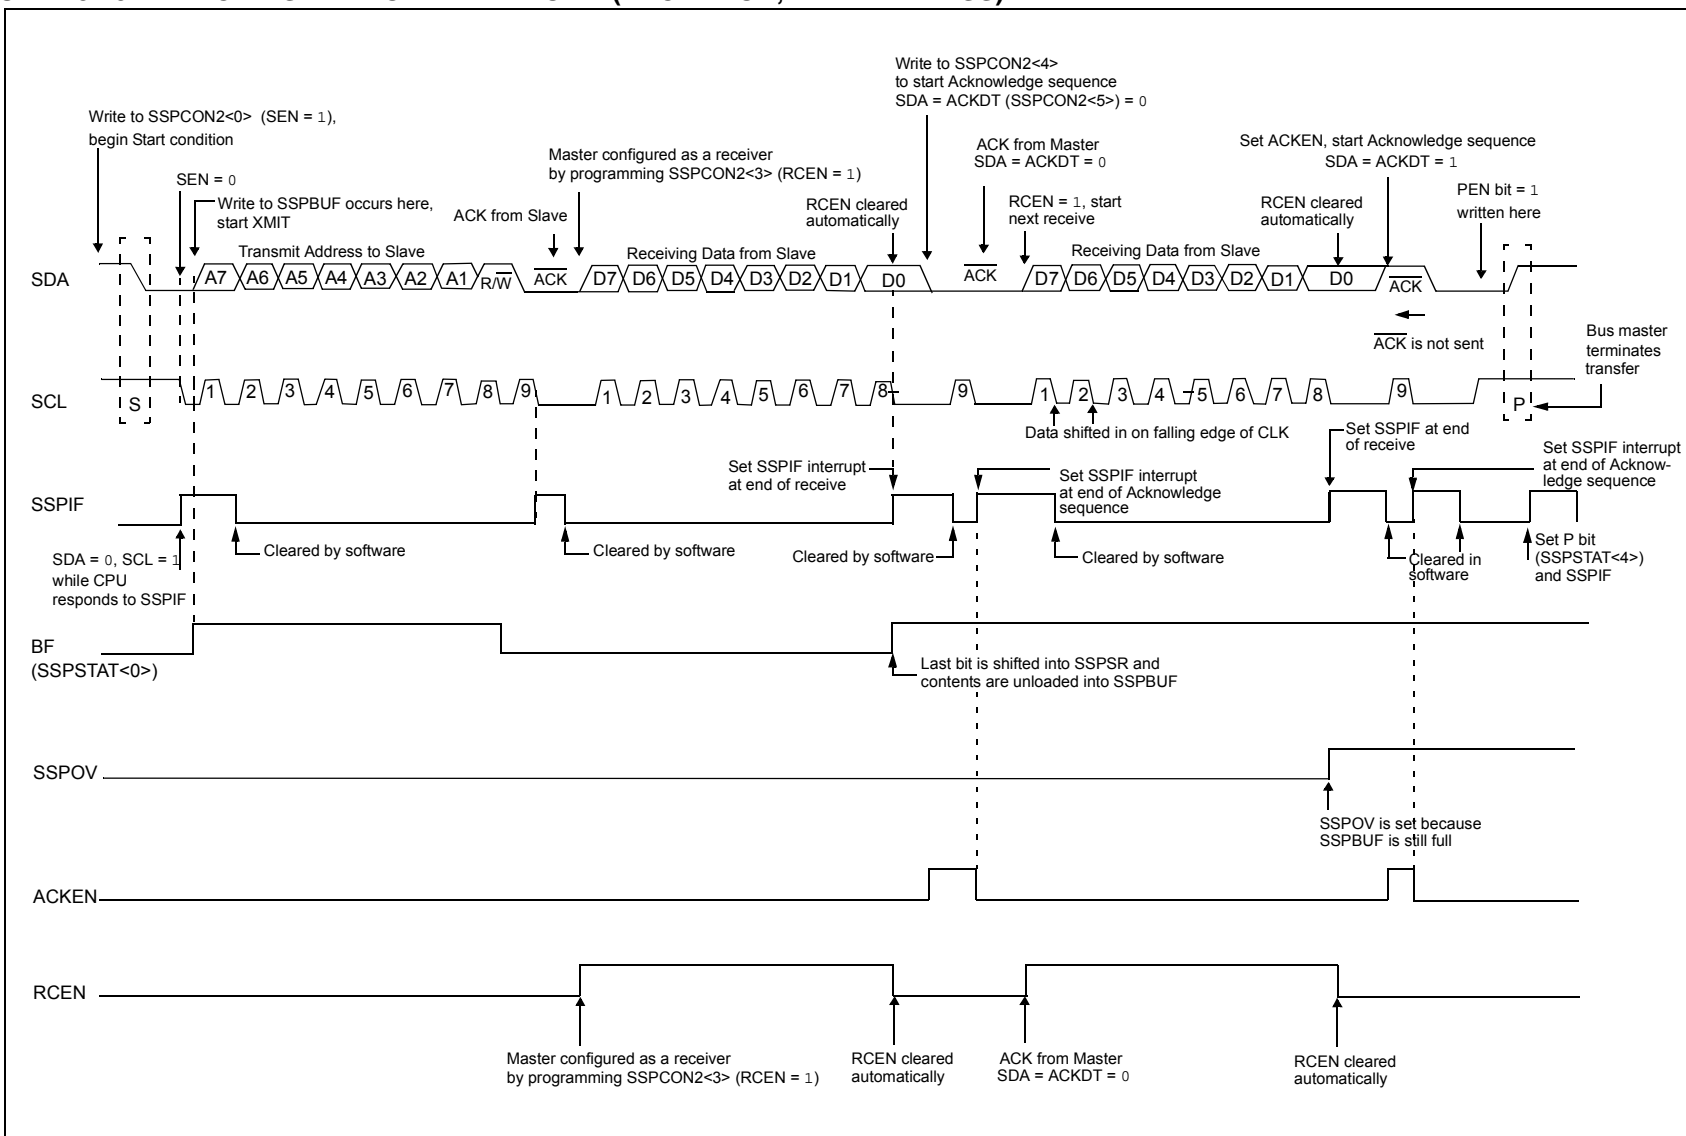 Write to SSPCON2<4>
to start Acknowledge sequence
SDA = ACKDT (SSPCON2<5>) = 0
Write to SSPCON2<0> (SEN = 1),
begin Start condition
ACK from Master
SDA = ACKDT = 0
Set ACKEN, start Acknowledge sequence
SDA = ACKDT = 1
Master configured as a receiver
by programming SSPCON2<3> (RCEN = 1)
SEN = 0
Write to SSPBUF occurs here,
start XMIT
ACK from Slave
RCEN cleared
automatically
RCEN = 1, start
next receive
RCEN cleared
automatically
PEN bit = 1
written here
Transmit Address to Slave
Receiving Data from Slave
Receiving Data from Slave
SDA
A7 A6 A5 A4 A3 A2 A1 R/W ACK D7 D6 D5 D4 D3 D2 D1 D0 ACK D7 D6 D5 D4 D3 D2 D1 D0 ACK
ACK is not sent
Bus master
terminates
transfer
SCL
S 1 2 3 4 5 6 7 8 9 1 2 3 4 5 6 7 8 9 1 2 3 4 5 6 7 8 9 P
Data shifted in on falling edge of CLK
Set SSPIF at end
of receive
Set SSPIF interrupt
at end of receive
Set SSPIF interrupt
at end of Acknowledge
sequence
Set SSPIF interrupt
at end of Acknow-
ledge sequence
SSPIF
Cleared by software
Cleared by software
Cleared by software
Cleared by software
Cleared in
software
Set P bit
(SSPSTAT<4>)
and SSPIF
SDA = 0, SCL = 1
while CPU
responds to SSPIF
BF
(SSPSTAT<0>)
Last bit is shifted into SSPSR and
contents are unloaded into SSPBUF
SSPOV
SSPOV is set because
SSPBUF is still full
ACKEN
RCEN
Master configured as a receiver
by programming SSPCON2<3> (RCEN = 1)
RCEN cleared
automatically
ACK from Master
SDA = ACKDT = 0
RCEN cleared
automatically